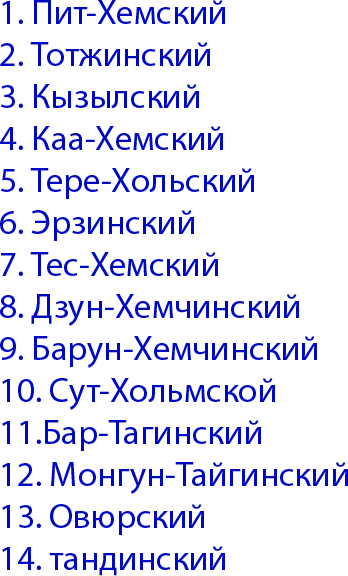 1. Пит-Хемский
2. Тотжинский
3. Кызылский
4. Каа-Хемский
5. Тере-Хольский
6. Эрзинский
7. Тес-Хемский
8. Дзун-Хемчинский
9. Барун-Хемчинский
10. Сут-Хольмской
11.Бар-Тагинский
12. Монгун-Тайгинский
13. Овюрский
14. тандинский